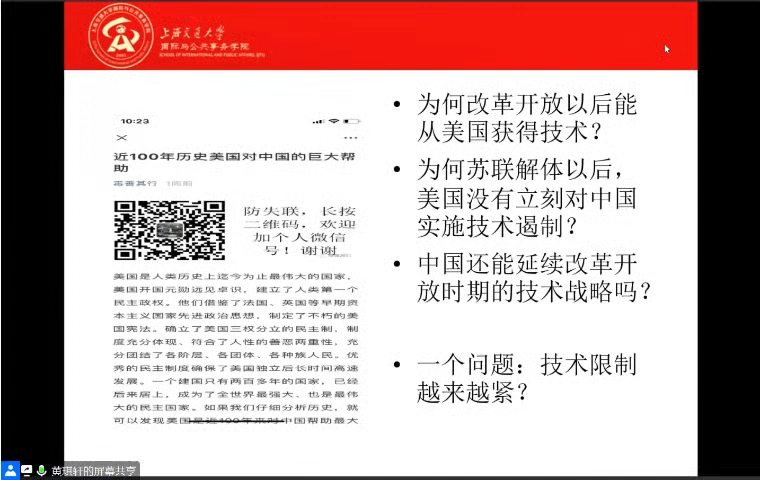 上海交通大学
国际与公共事务学院
SCHOOL OF INTERNATIONAL AND PUBLIC AFFAIRS, SJTU
10:23
近100年历史美国对中国的巨大帮
助
1周前
防失联，长按
二维码，欢迎
加个人微信
号！谢谢
美国是人类历史上迄今为止最伟大的国家，
美国开国元勋远见卓识，建立了人类第一个
民主政权。他们借鉴了法国、英国等早期资
本主义国家先进政治思想，制定了不朽的美
国宪法。确立了美国三权分立的民主制、制
度充分体现、符合了人性的善恶两重性，充
分团结了各阶层、各团体、各种族人民。优
秀的民主制度确保了美国独立后长时间高速
发展。一个建国只有两百多年的国家，已经
后来居上，成为了全世界最强大、也是最伟
大的民主国家。如果我们仔细分析历史，就
可以发现美国是近100年来对中国帮助最大
• 为何改革开放以后能
从美国获得技术？
• 为何苏联解体以后，
美国没有立刻对中国
实施技术遏制？
• 中国还能延续改革开
放时期的技术战略吗？
• 一个问题：技术限制
越来越紧？
黄琪轩的屏幕共享